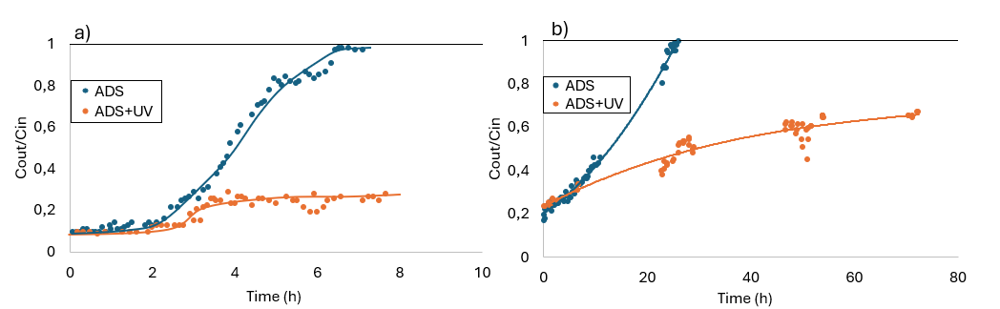 a)
1
0,8
0,6
0,4
0,2
0
Cout/Cin
ADS
ADS+UV
0 2 4 6 8 10
Time (h)
b)
1
0,8
0,6
0,4
0,2
0
Cout/Cin
ADS
ADS+UV
0 20 40 60 80
Time (h)